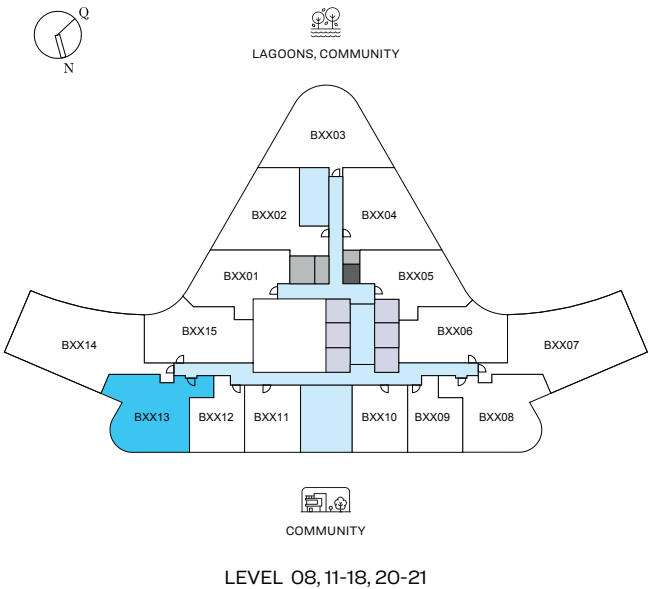 Q
N
LAGOONS, COMMUNITY
BXX03
BXX02
BXX04
BXX01
BXX05
BXX14
BXX15
BXX06
BXX07
BXX13
BXX12
BXX11
BXX10
BXX09
BXX08
COMMUNITY
LEVEL 08, 11-18, 20-21